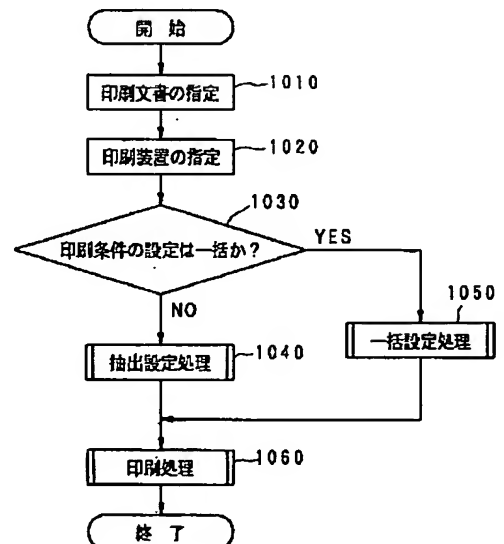 開 始
印刷文書の指定
1010
印刷装置の指定
1020
1030
印刷条件の設定は一括か？
YES
NO
1050
抽出設定処理
1040
一括設定処理
印刷処理
1060
終 了